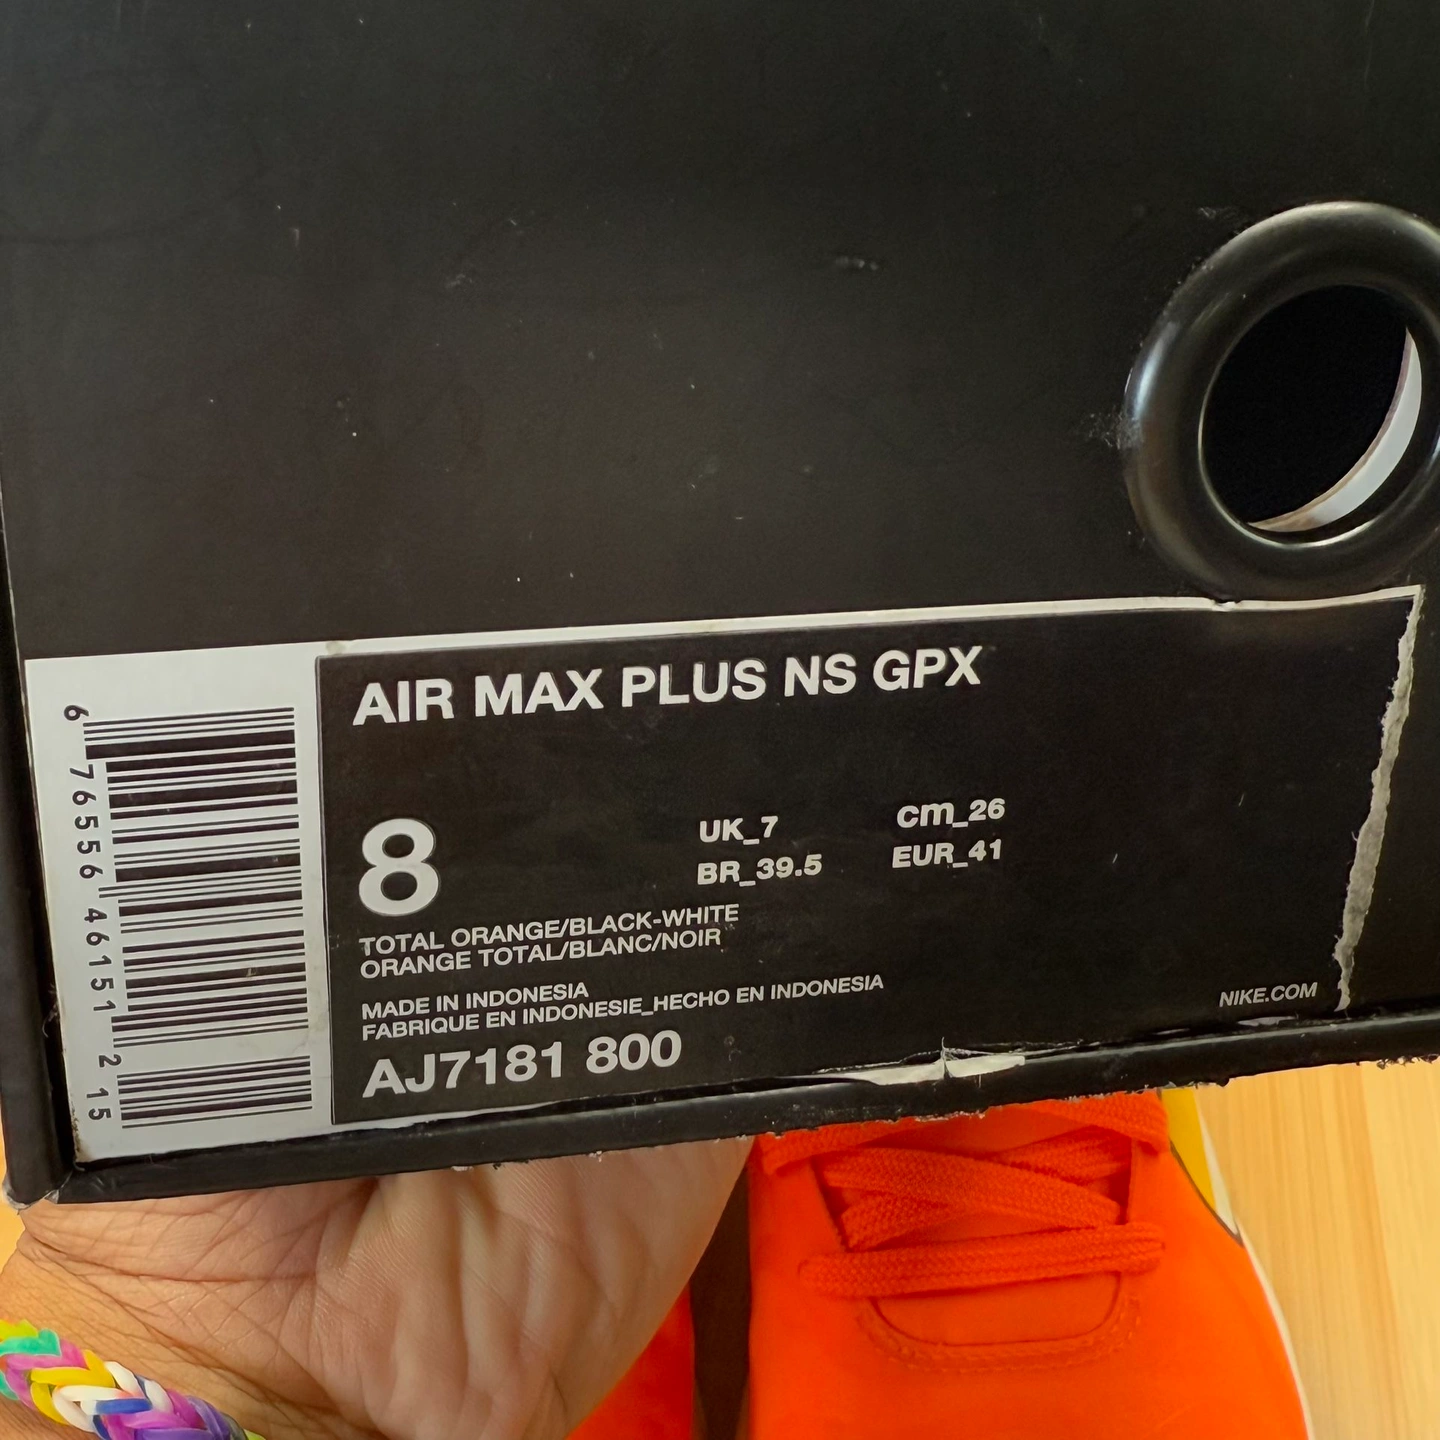 AIR MAX PLUS NS GPX
8
UK_7 cm_26
BR_39.5 EUR_41
TOTAL ORANGE/BLACK-WHITE
ORANGE TOTAL/BLANC/NOIR
MADE IN INDONESIA
FABRIQUE EN INDONESIE_HECHO EN INDONESIA
AJ7181 800
NIKE.COM
6 76556 46151 2 15